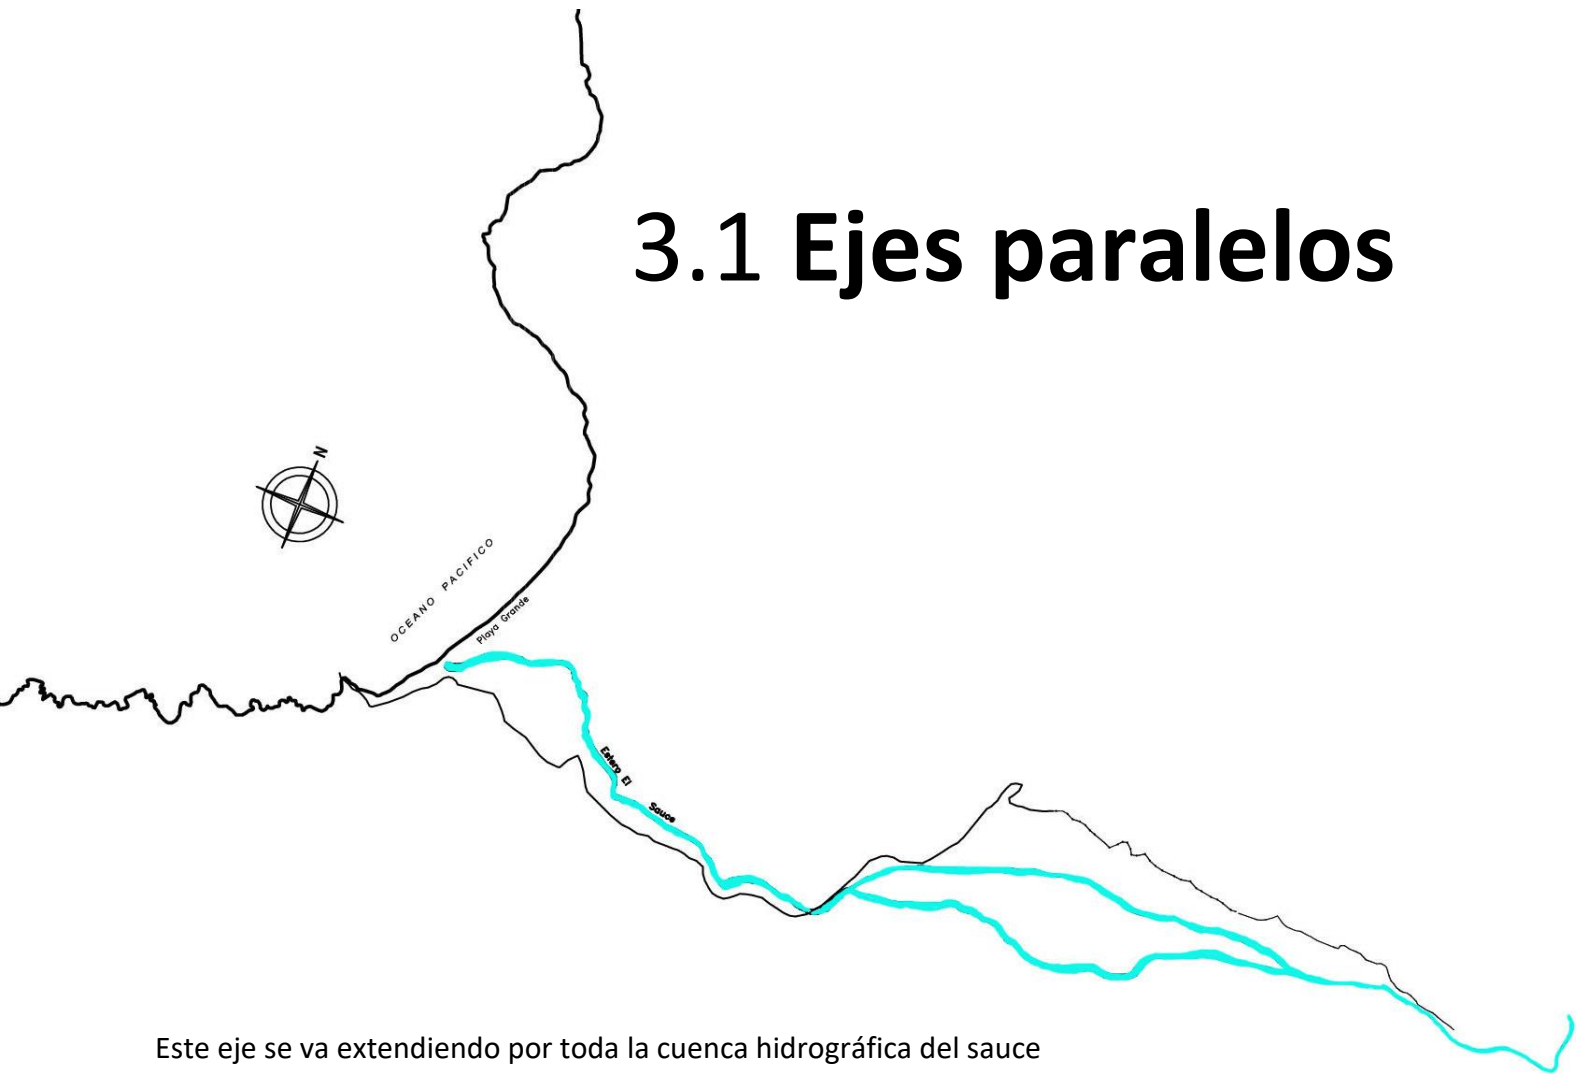 3.1 Ejes paralelos
N
OCEANO PACIFICO
Playa Grande
Estero El
Sauce
Este eje se va extendiendo por toda la cuenca hidrográfica del sauce